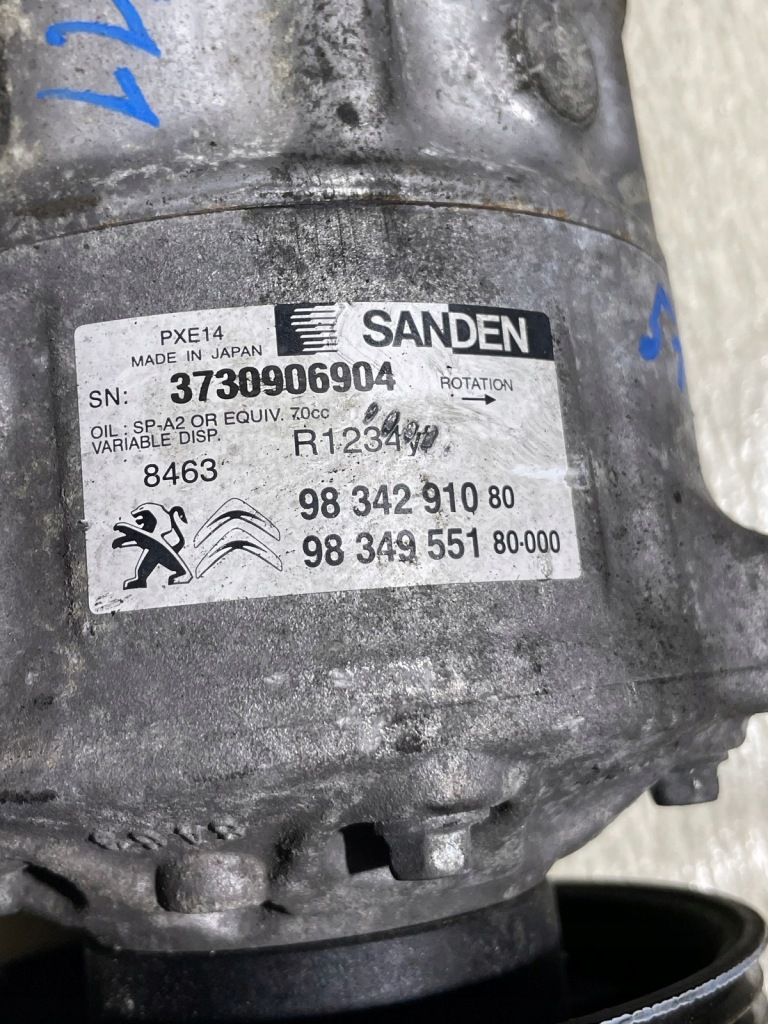 PXE14
MADE IN JAPAN
SANDEN
SN: 3730906904
ROTATION
OIL : SP-A2 OR EQUIV. 70cc
VARIABLE DISP.
R1234y
8463
98 342 910 80
98 349 551 80-000